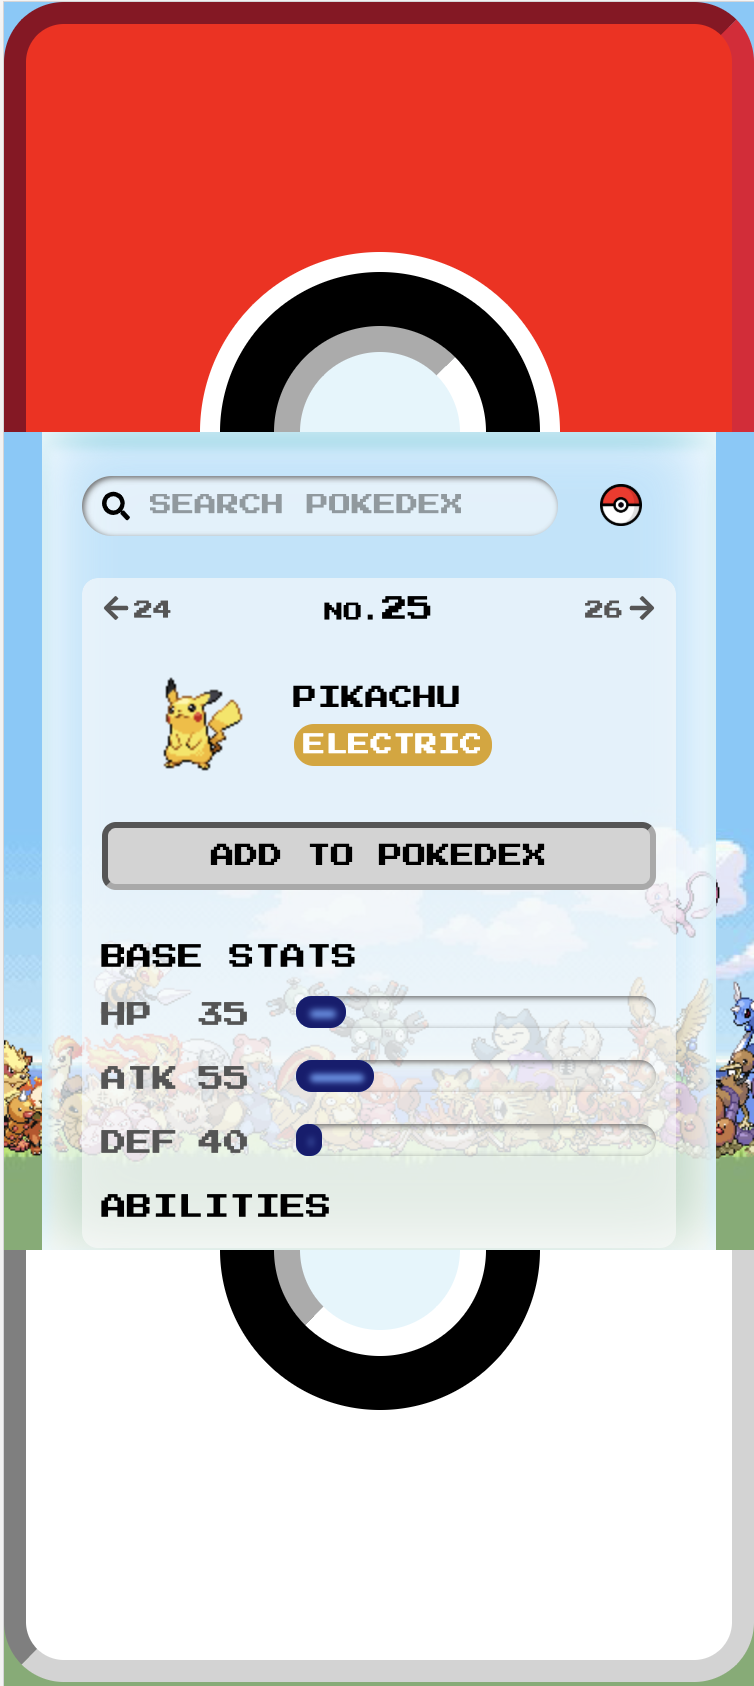 SEARCH POKEDEX
←24 NO.25 26→
PIKACHU
ELECTRIC
ADD TO POKEDEX
BASE STATS
HP 35
ATK 55
DEF 40
ABILITIES